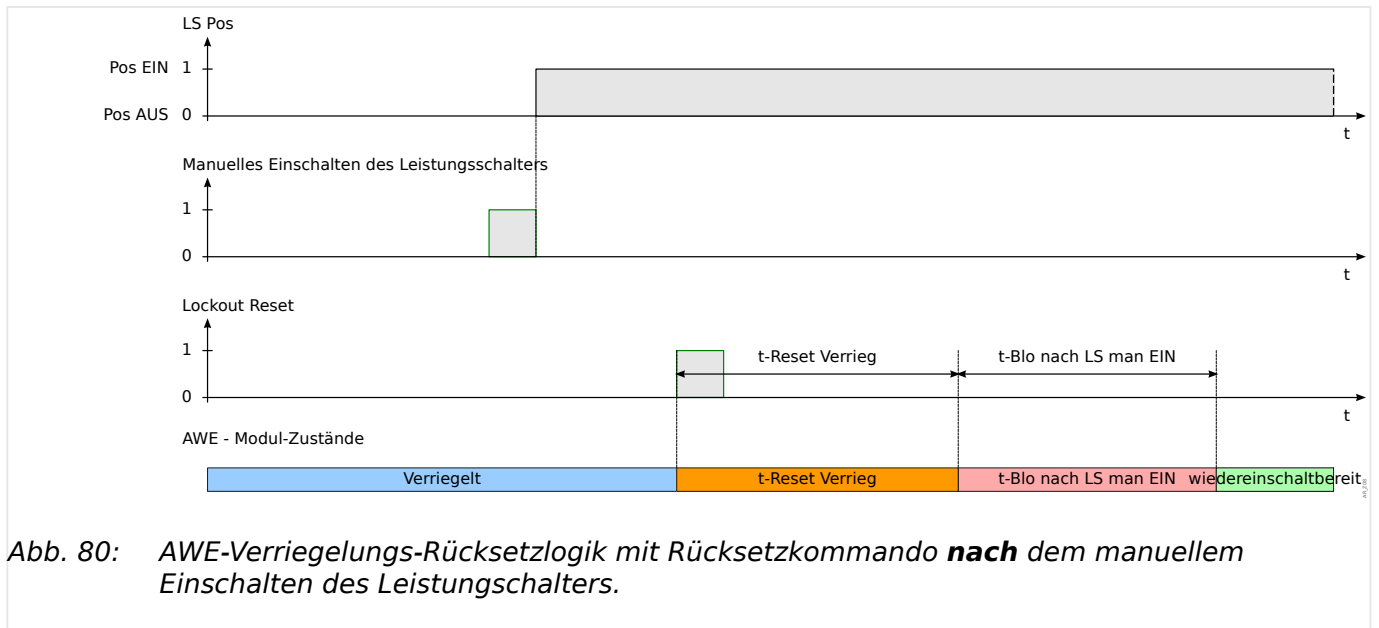 LS Pos
Pos EIN 1
Pos AUS 0
t
Manuelles Einschalten des Leistungsschalters
1
0
t
Lockout Reset
1 t-Reset Verrieg t-Blo nach LS man EIN
0
t
AWE - Modul-Zustände
Verriegelt t-Reset Verrieg t-Blo nach LS man EIN wiedereinschaltbereit
Abb. 80: AWE-Verriegelungs-Rücksetzlogik mit Rücksetzkommando nach dem manuellem
Einschalten des Leistungschalters.